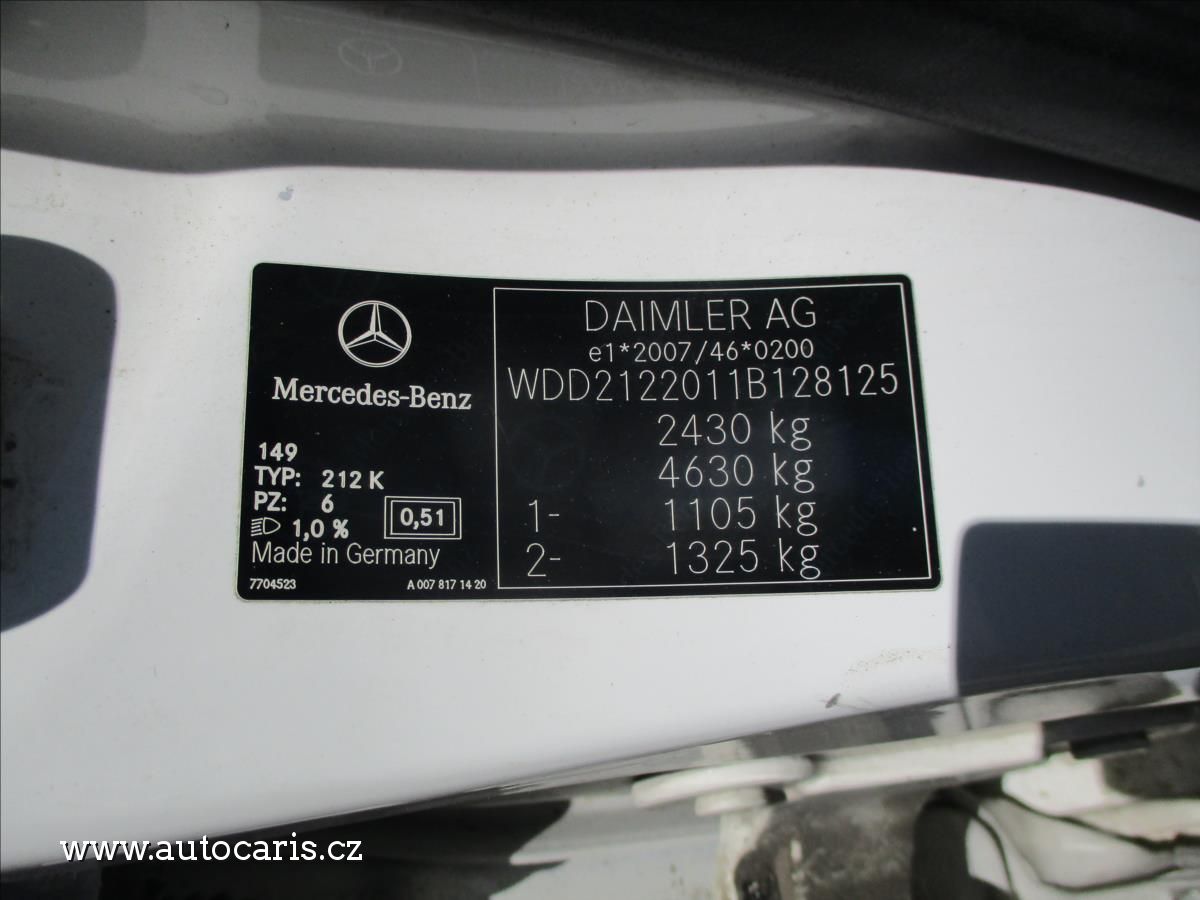 Mercedes-Benz
149
TYP: 212 K
PZ: 6
1,0 %
0,51
Made in Germany
7704523
A 007 817 14 20
DAIMLER AG
e1*2007/46*0200
WDD2122011B128125
2430 kg
4630 kg
1- 1105 kg
2- 1325 kg
www.autocaris.cz